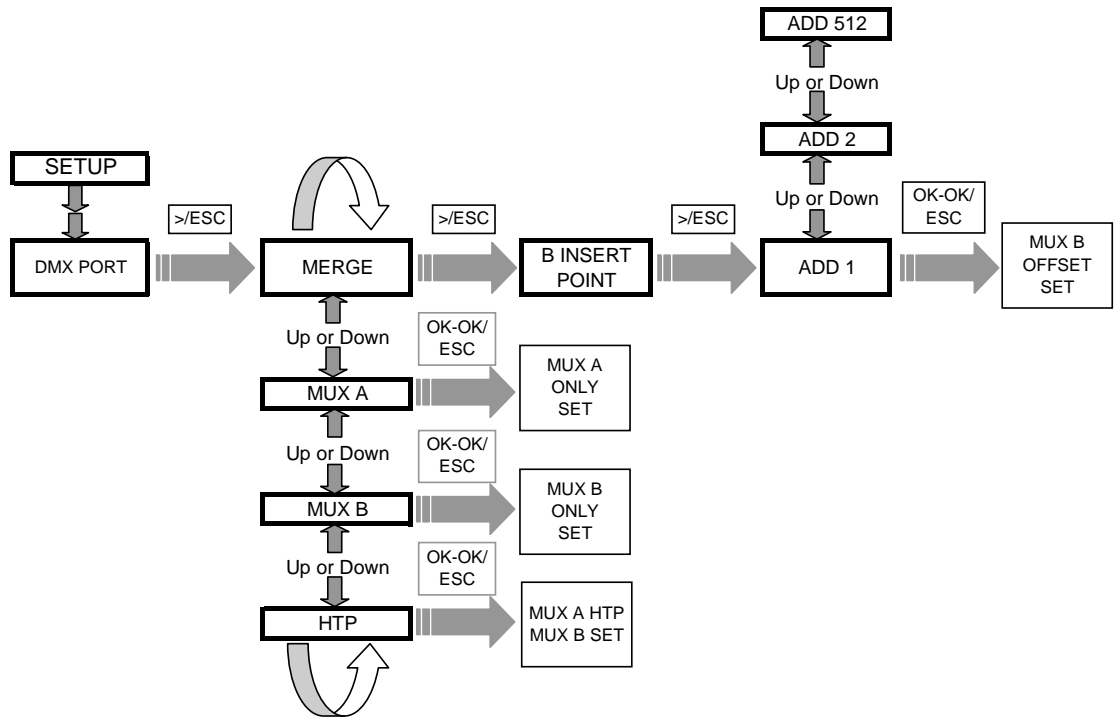 ADD 512
Up or Down
ADD 2
Up or Down
SETUP
DMX PORT
>/ESC
MERGE
>/ESC
B INSERT
POINT
>/ESC
ADD 1
OK-OK/
ESC
MUX B
OFFSET
SET
Up or Down
OK-OK/
ESC
MUX A
MUX A
ONLY
SET
Up or Down
OK-OK/
ESC
MUX B
MUX B
ONLY
SET
Up or Down
OK-OK/
ESC
HTP
MUX A HTP
MUX B SET